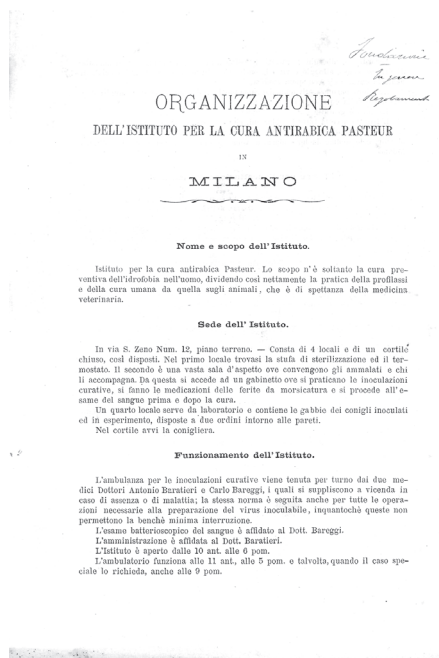 Fondazione
In genere
Regolament.
ORGANIZZAZIONE
DELL'ISTITUTO PER LA CURA ANTIRABICA PASTEUR
IN
MILANO
Nome e scopo dell' Istituto.
Istituto per la cura antirabica Pasteur. Lo scopo n'è soltanto la cura pre-
ventiva dell'idrofobia nell'uomo, dividendo così nettamente la pratica della profilassi
e della cura umana da quella sugli animali, che è di spettanza della medicina
veterinaria.
Sede dell' Istituto.
In via S. Zeno Num. 12, piano terreno. — Consta di 4 locali e di un cortile
chiuso, così disposti. Nel primo locale trovasi la stufa di sterilizzazione ed il ter-
mostato. Il secondo è una vasta sala d'aspetto ove convengono gli ammalati e chi
li accompagna. Da questa si accede ad un gabinetto ove si praticano le inoculazioni
curative, si fanno le medicazioni delle ferite da morsicatura e si procede all'e-
same del sangue prima e dopo la cura.
Un quarto locale serve da laboratorio e contiene le gabbie dei conigli inoculati
ed in esperimento, disposte a due ordini intorno alle pareti.
Nel cortile avvi la conigliera.
Funzionamento dell' Istituto.
L'ambulanza per le inoculazioni curative viene tenuta per turno dai due me-
dici Dottori Antonio Baratieri e Carlo Bareggi, i quali si suppliscono a vicenda in
caso di assenza o di malattia; la stessa norma è seguita anche per tutte le opera-
zioni necessarie alla preparazione del virus inoculabile, inquantochè queste non
permettono la benchè minima interruzione.
L'esame batterioscopico del sangue è affidato al Dott. Bareggi.
L'amministrazione è affidata al Dott. Baratieri.
L'Istituto è aperto dalle 10 ant. alle 6 pom.
L'ambulatorio funziona alle 11 ant., alle 5 pom. e talvolta, quando il caso spe-
ciale lo richieda, anche alle 9 pom.